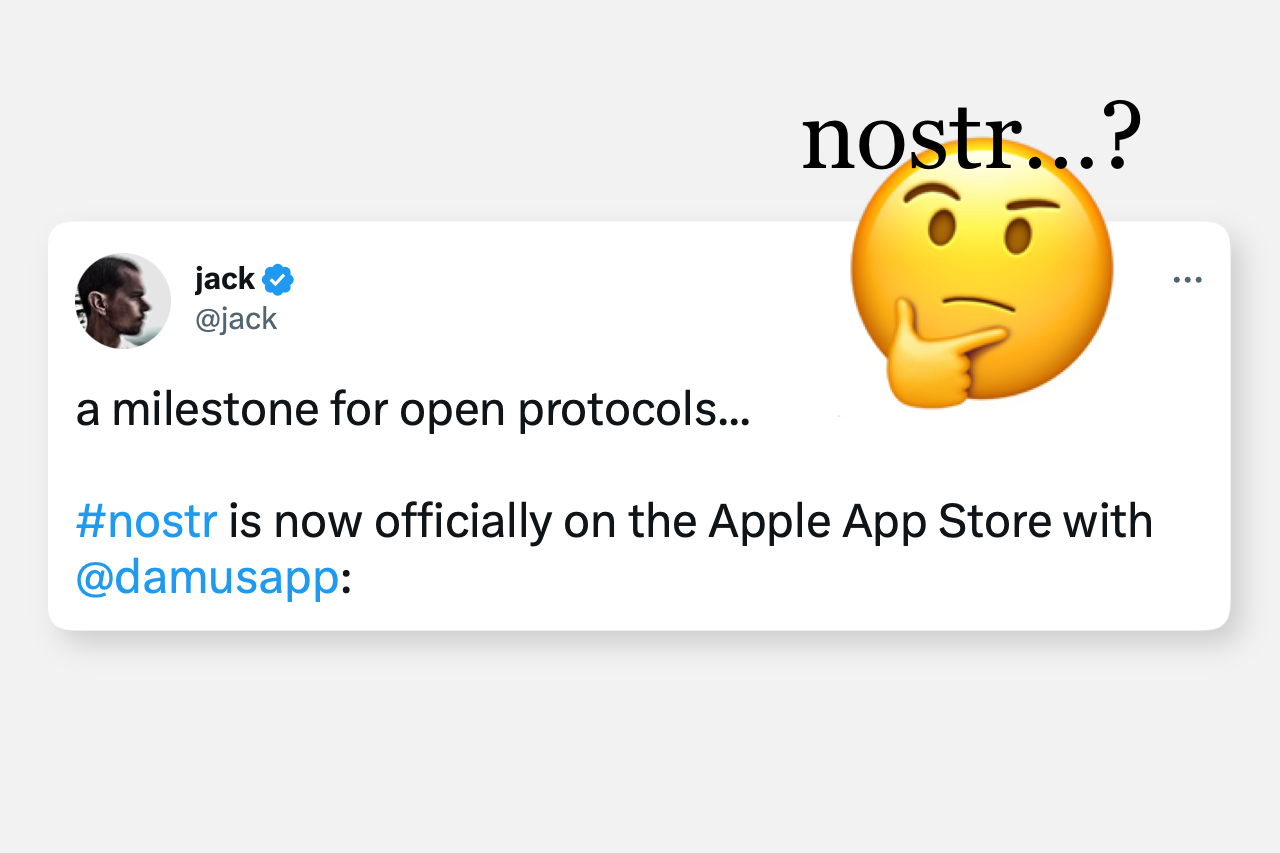 nostr...?
jack
@jack
a milestone for open protocols...
#nostr is now officially on the Apple App Store with
@damusapp: